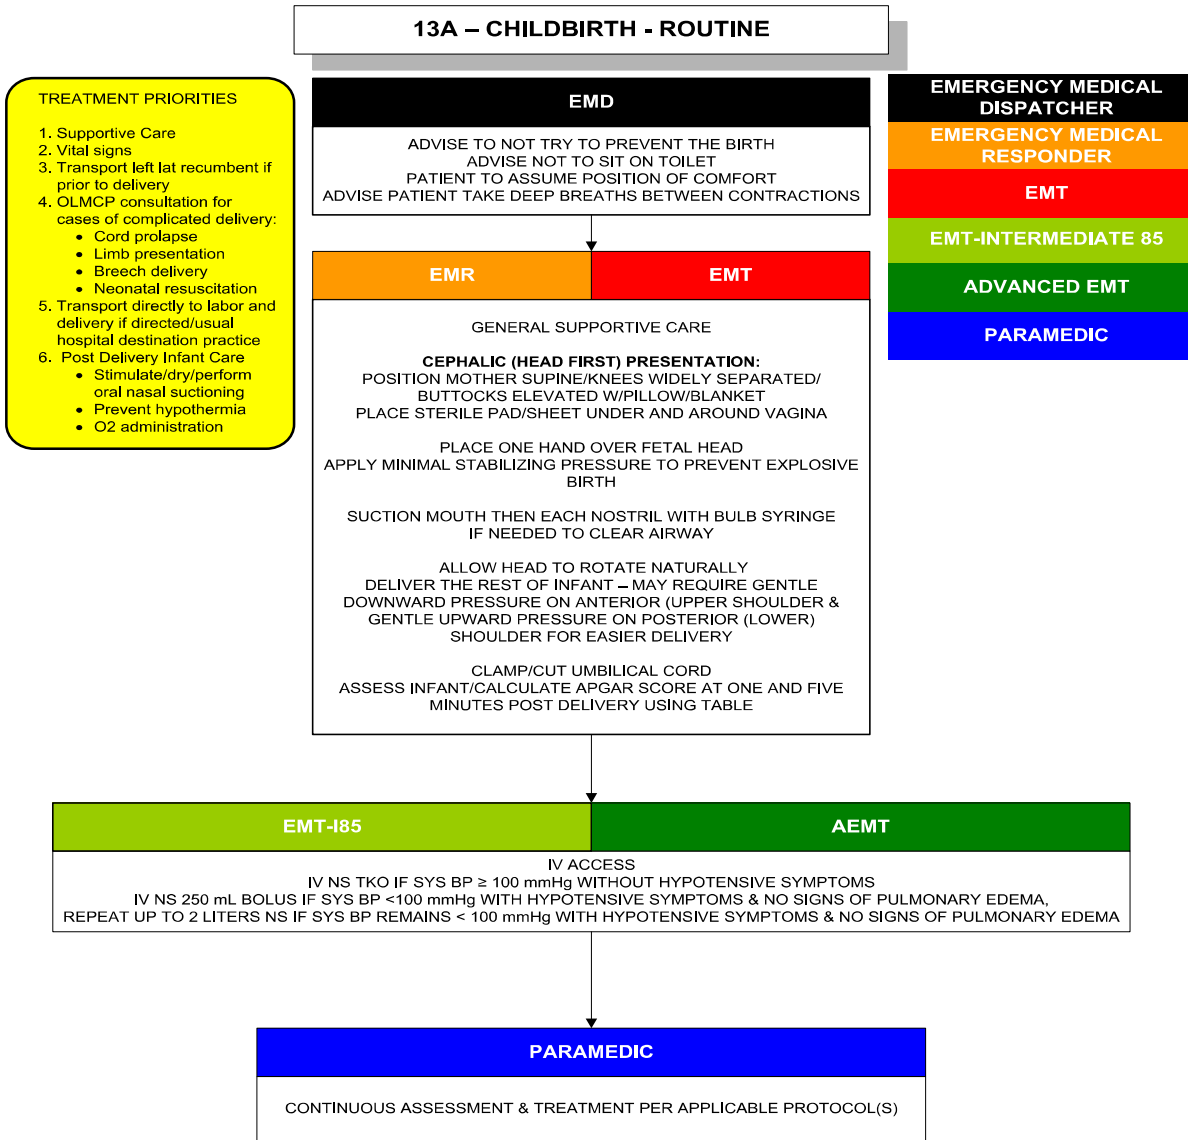 13A – CHILDBIRTH - ROUTINE
TREATMENT PRIORITIES
1. Supportive Care
2. Vital signs
3. Transport left lat recumbent if
prior to delivery
4. OLMCP consultation for
cases of complicated delivery:
• Cord prolapse
• Limb presentation
• Breech delivery
• Neonatal resuscitation
5. Transport directly to labor and
delivery if directed/usual
hospital destination practice
6. Post Delivery Infant Care
• Stimulate/dry/perform
oral nasal suctioning
• Prevent hypothermia
• O2 administration
EMD
ADVISE TO NOT TRY TO PREVENT THE BIRTH
ADVISE NOT TO SIT ON TOILET
PATIENT TO ASSUME POSITION OF COMFORT
ADVISE PATIENT TAKE DEEP BREATHS BETWEEN CONTRACTIONS
EMERGENCY MEDICAL
DISPATCHER
EMERGENCY MEDICAL
RESPONDER
EMT
EMT-INTERMEDIATE 85
ADVANCED EMT
PARAMEDIC
EMR
EMT
GENERAL SUPPORTIVE CARE
CEPHALIC (HEAD FIRST) PRESENTATION:
POSITION MOTHER SUPINE/KNEES WIDELY SEPARATED/
BUTTOCKS ELEVATED W/PILLOW/BLANKET
PLACE STERILE PAD/SHEET UNDER AND AROUND VAGINA
PLACE ONE HAND OVER FETAL HEAD
APPLY MINIMAL STABILIZING PRESSURE TO PREVENT EXPLOSIVE
BIRTH
SUCTION MOUTH THEN EACH NOSTRIL WITH BULB SYRINGE
IF NEEDED TO CLEAR AIRWAY
ALLOW HEAD TO ROTATE NATURALLY
DELIVER THE REST OF INFANT – MAY REQUIRE GENTLE
DOWNWARD PRESSURE ON ANTERIOR (UPPER SHOULDER &
GENTLE UPWARD PRESSURE ON POSTERIOR (LOWER)
SHOULDER FOR EASIER DELIVERY
CLAMP/CUT UMBILICAL CORD
ASSESS INFANT/CALCULATE APGAR SCORE AT ONE AND FIVE
MINUTES POST DELIVERY USING TABLE
EMT-I85
AEMT
IV ACCESS
IV NS TKO IF SYS BP ≥ 100 mmHg WITHOUT HYPOTENSIVE SYMPTOMS
IV NS 250 mL BOLUS IF SYS BP <100 mmHg WITH HYPOTENSIVE SYMPTOMS & NO SIGNS OF PULMONARY EDEMA,
REPEAT UP TO 2 LITERS NS IF SYS BP REMAINS < 100 mmHg WITH HYPOTENSIVE SYMPTOMS & NO SIGNS OF PULMONARY EDEMA
PARAMEDIC
CONTINUOUS ASSESSMENT & TREATMENT PER APPLICABLE PROTOCOL(S)